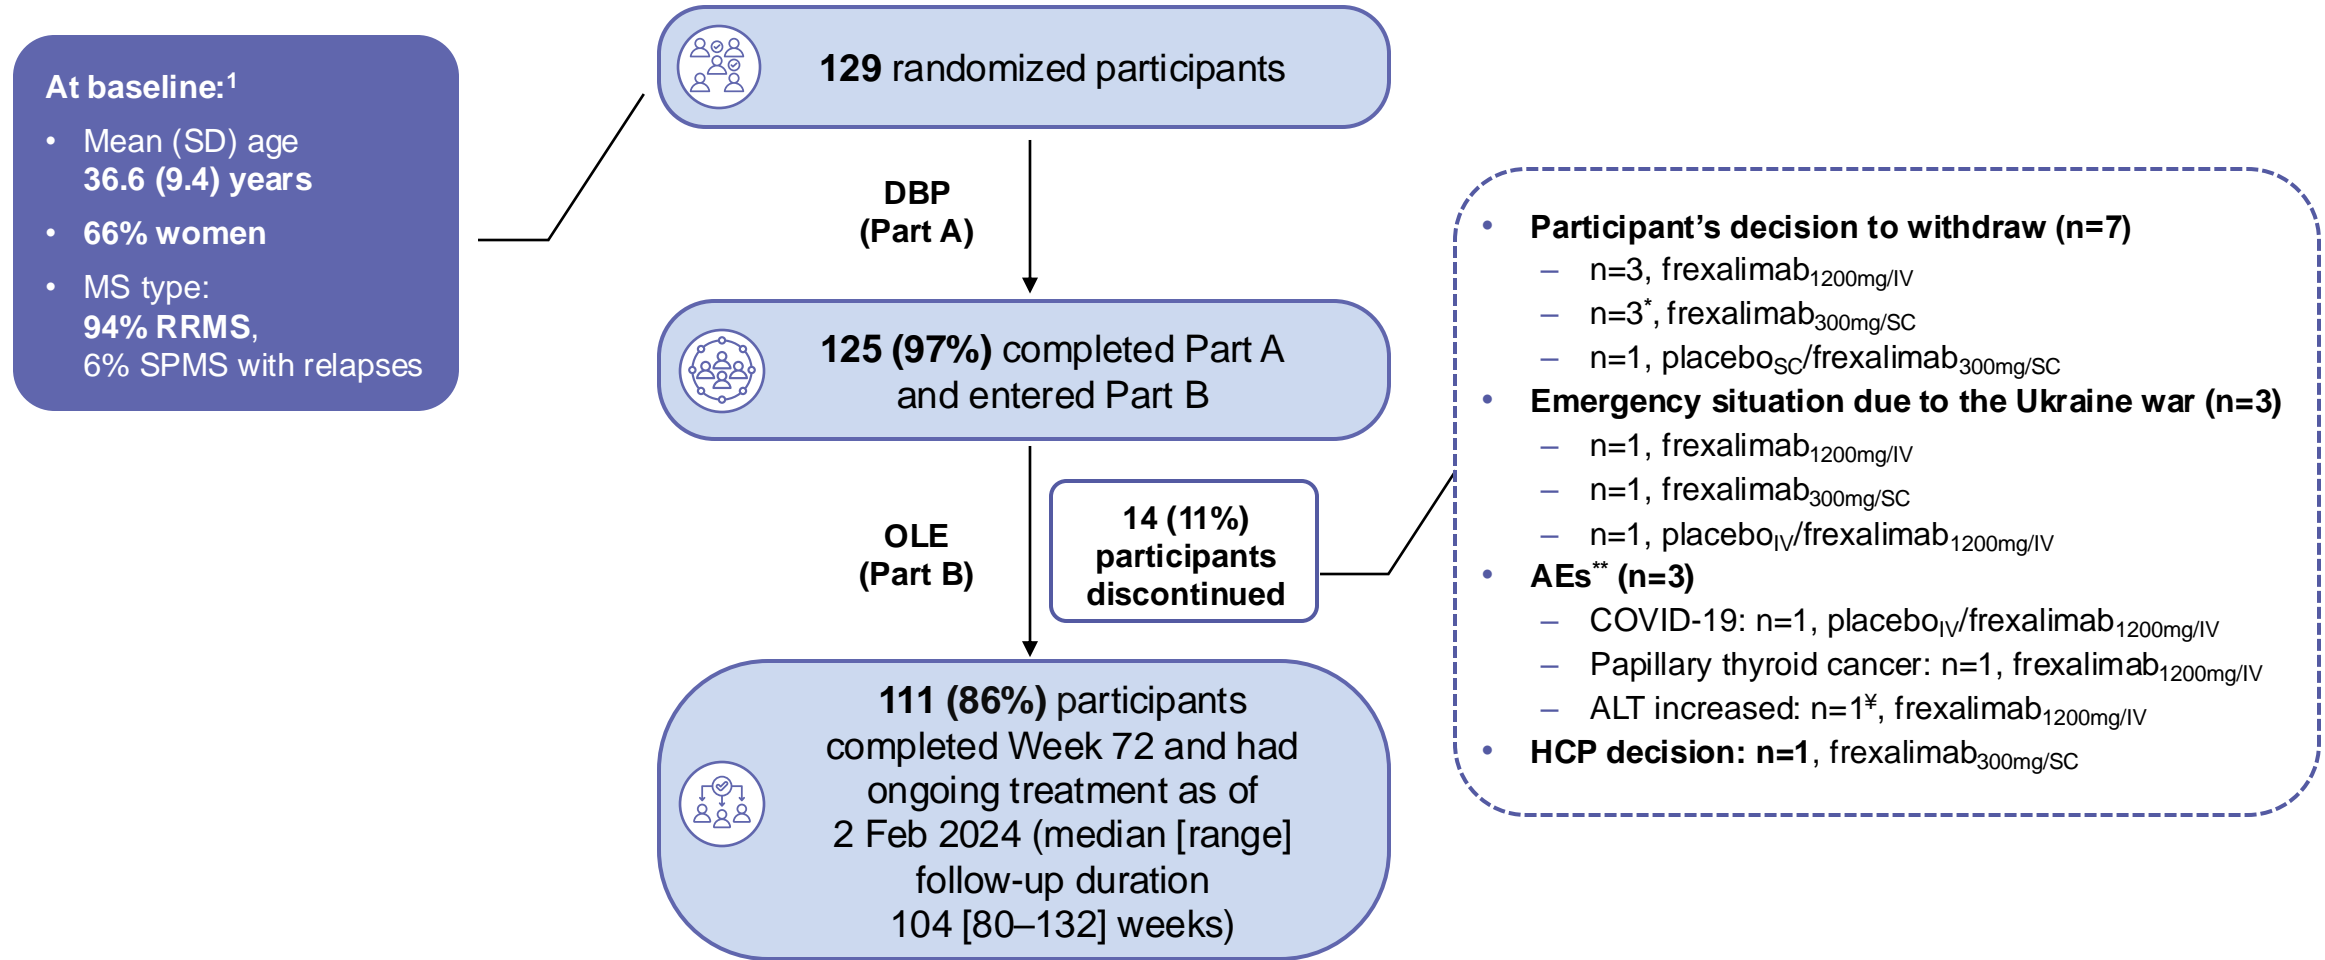 At baseline:¹
• Mean (SD) age
36.6 (9.4) years
• 66% women
• MS type:
94% RRMS,
6% SPMS with relapses
129 randomized participants
DBP
(Part A)
125 (97%) completed Part A
and entered Part B
OLE
(Part B)
14 (11%)
participants
discontinued
111 (86%) participants
completed Week 72 and had
ongoing treatment as of
2 Feb 2024 (median [range]
follow-up duration
104 [80–132] weeks)
• Participant’s decision to withdraw (n=7)
– n=3, frexalimab1200mg/IV
– n=3*, frexalimab300mg/SC
– n=1, placeboSC/frexalimab300mg/SC
• Emergency situation due to the Ukraine war (n=3)
– n=1, frexalimab1200mg/IV
– n=1, frexalimab300mg/SC
– n=1, placeboIV/frexalimab1200mg/IV
• AEs** (n=3)
– COVID-19: n=1, placeboIV/frexalimab1200mg/IV
– Papillary thyroid cancer: n=1, frexalimab1200mg/IV
– ALT increased: n=1¥, frexalimab1200mg/IV
• HCP decision: n=1, frexalimab300mg/SC